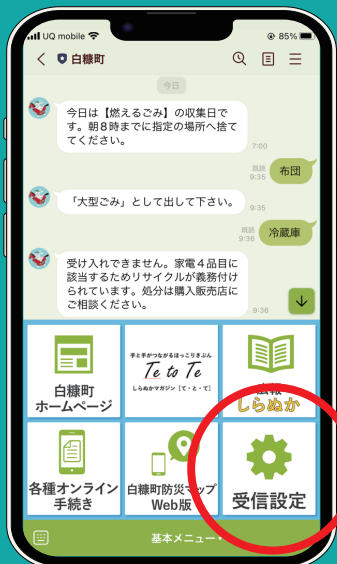 UQ mobile
85%
白糠町
今日
今日は【燃えるごみ】の収集日で
す。朝8時までに指定の場所へ捨て
てください。
7:00
既読
9:35
布団
「大型ごみ」として出して下さい。
9:35
既読
9:36
冷蔵庫
受け入れできません。家電4品目に
該当するためリサイクルが義務付け
られています。処分は購入販売店に
ご相談ください。
9:36
白糠町
ホームページ
手と手がつながるほっこりきぶん
Te to Te
しらぬかマガジン［て・と・て］
広報
しらぬか
各種オンライン
手続き
白糠町防災マップ
Web版
受信設定
基本メニュー▾